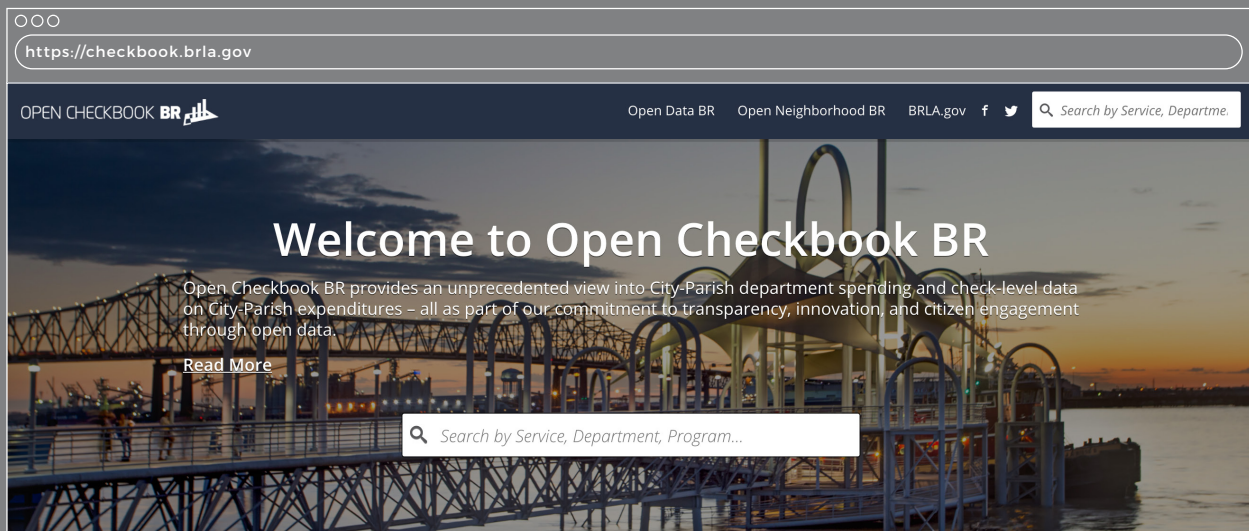 https://checkbook.brla.gov
OPEN CHECKBOOK BR
Open Data BR
Open Neighborhood BR
BRLA.gov
f
Search by Service, Departme.
Welcome to Open Checkbook BR
Open Checkbook BR provides an unprecedented view into City-Parish department spending and check-level data
on City-Parish expenditures – all as part of our commitment to transparency, innovation, and citizen engagement
through open data.
Read More
Search by Service, Department, Program...